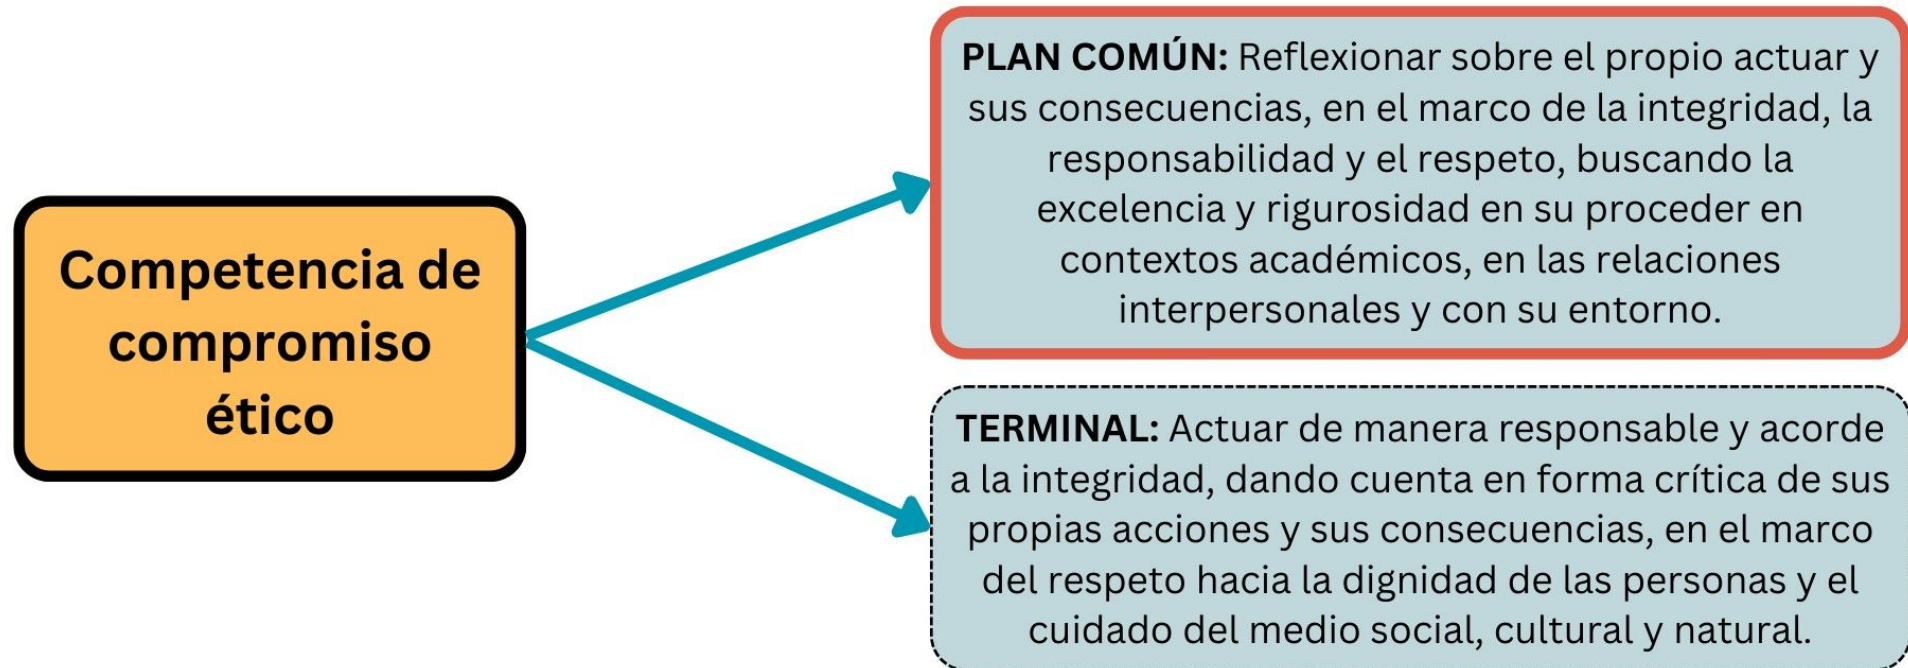 Competencia de
compromiso
ético
PLAN COMÚN: Reflexionar sobre el propio actuar y
sus consecuencias, en el marco de la integridad, la
responsabilidad y el respeto, buscando la
excelencia y rigurosidad en su proceder en
contextos académicos, en las relaciones
interpersonales y con su entorno.
TERMINAL: Actuar de manera responsable y acorde
a la integridad, dando cuenta en forma crítica de sus
propias acciones y sus consecuencias, en el marco
del respeto hacia la dignidad de las personas y el
cuidado del medio social, cultural y natural.